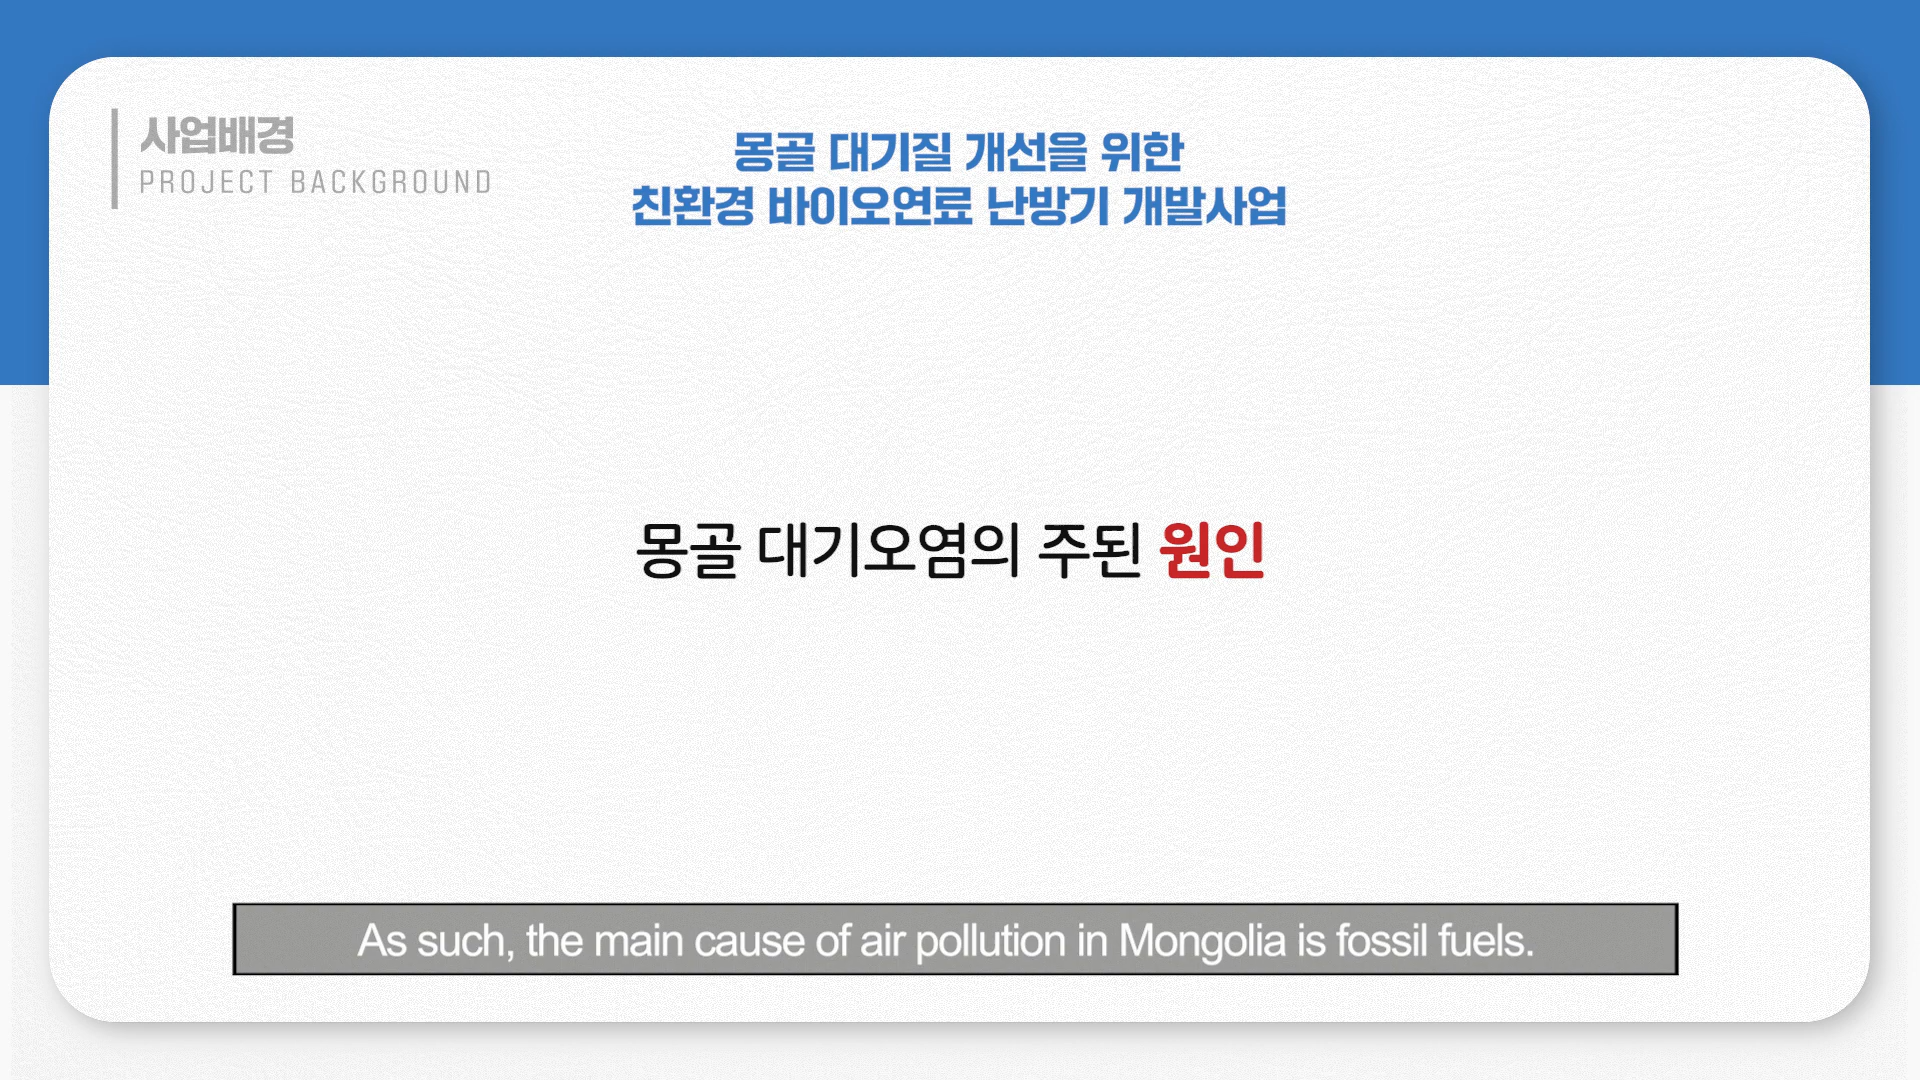 사업배경
PROJECT BACKGROUND
몽골 대기질 개선을 위한
친환경 바이오연료 난방기 개발사업
몽골 대기오염의 주된 원인
As such, the main cause of air pollution in Mongolia is fossil fuels.